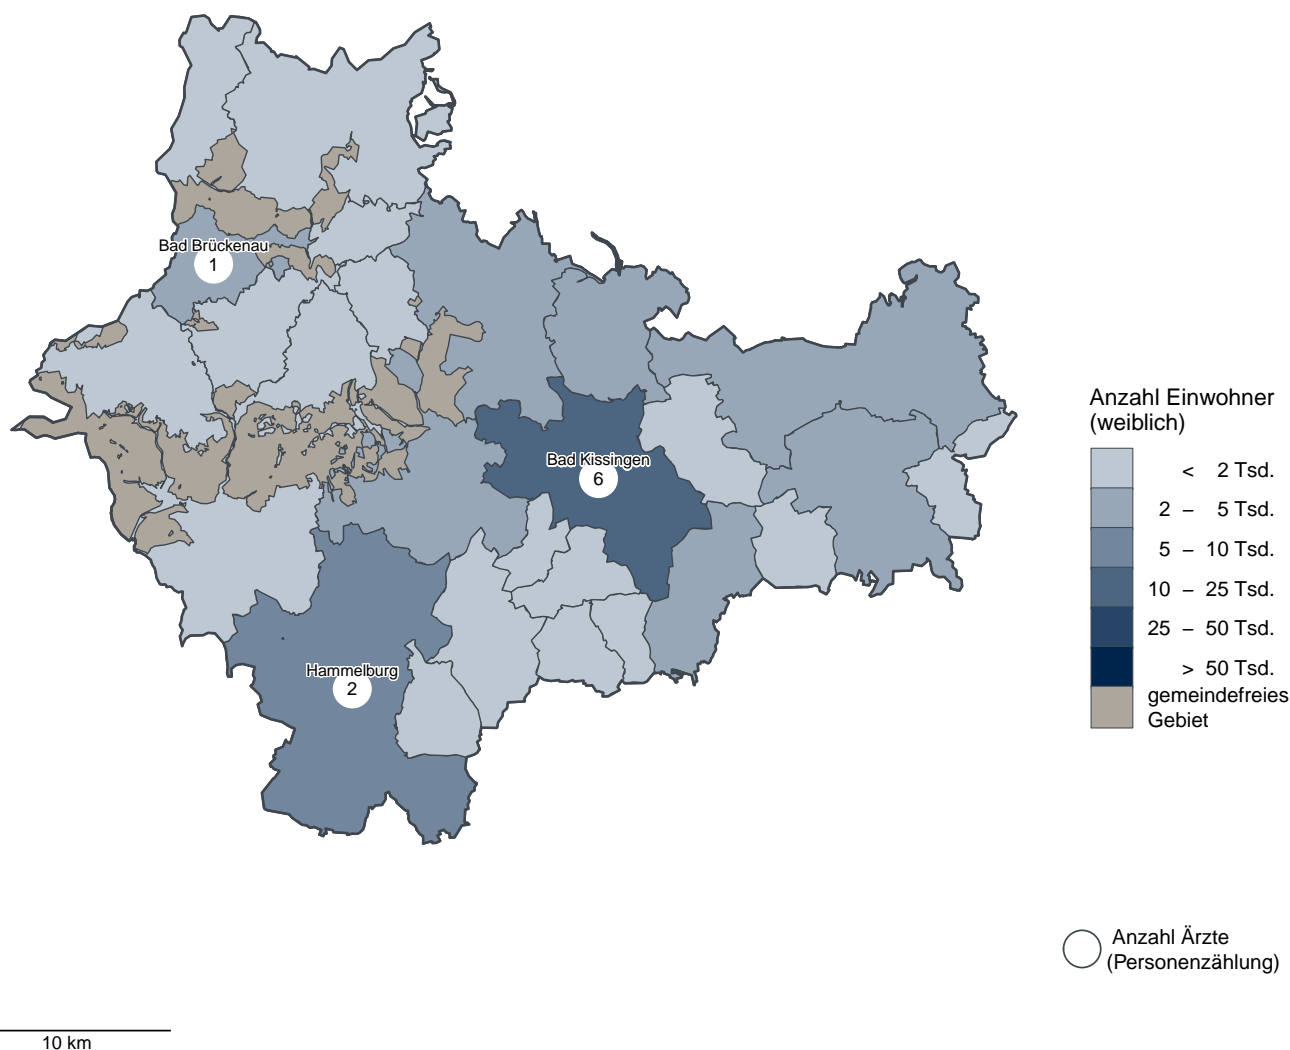 Bad Brückenau
1
Bad Kissingen
6
Hammelburg
2
Anzahl Einwohner
(weiblich)
< 2 Tsd.
2 – 5 Tsd.
5 – 10 Tsd.
10 – 25 Tsd.
25 – 50 Tsd.
> 50 Tsd.
gemeindefreies
Gebiet
Anzahl Ärzte
(Personenzählung)
10 km